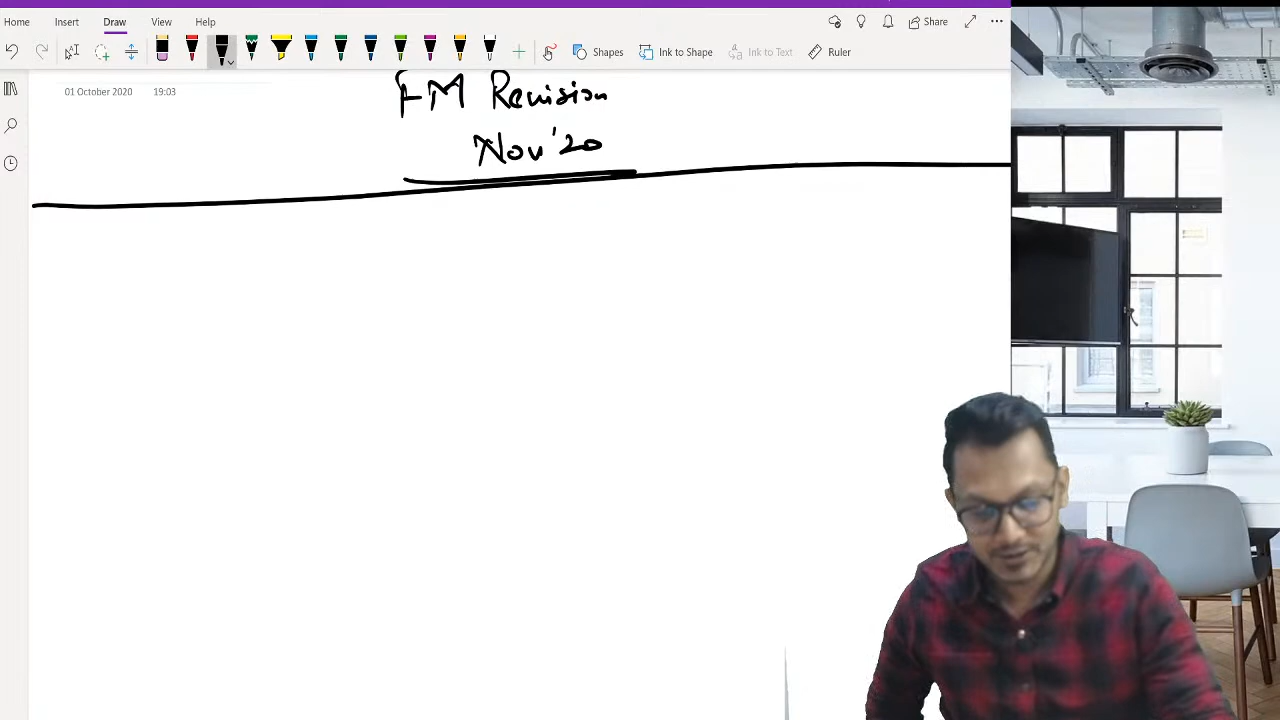 Home Insert Draw View Help
Share
Shapes Ink to Shape Ink to Text Ruler
01 October 2020 19:03
FM Revision
Nov'20